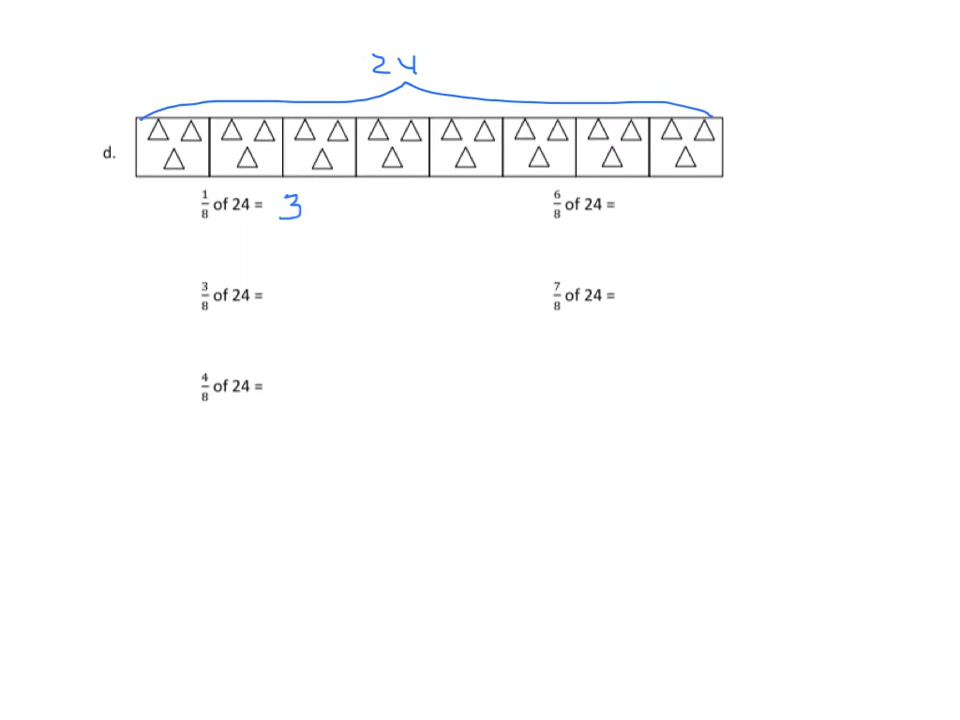 24
d.
1/8 of 24 = 3
6/8 of 24 =
3/8 of 24 =
7/8 of 24 =
4/8 of 24 =